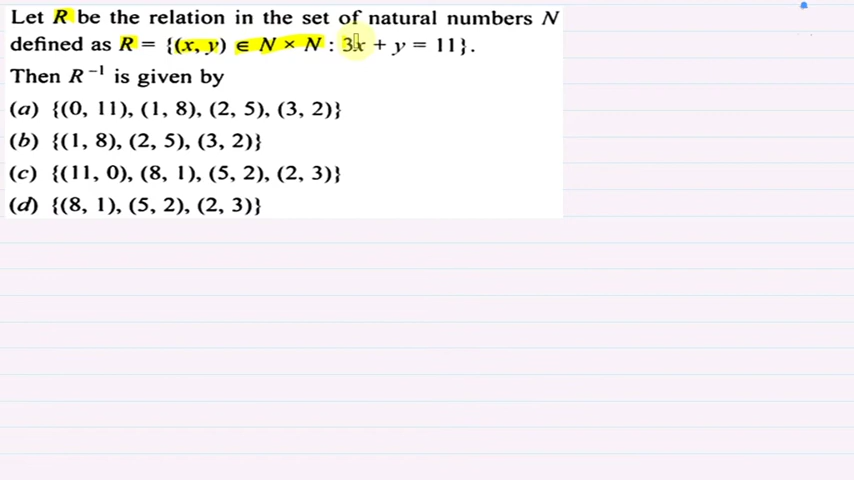 Let R be the relation in the set of natural numbers N
defined as R = {(x, y) ∈ N × N : 3x + y = 11}.
Then R⁻¹ is given by
(a) {(0, 11), (1, 8), (2, 5), (3, 2)}
(b) {(1, 8), (2, 5), (3, 2)}
(c) {(11, 0), (8, 1), (5, 2), (2, 3)}
(d) {(8, 1), (5, 2), (2, 3)}